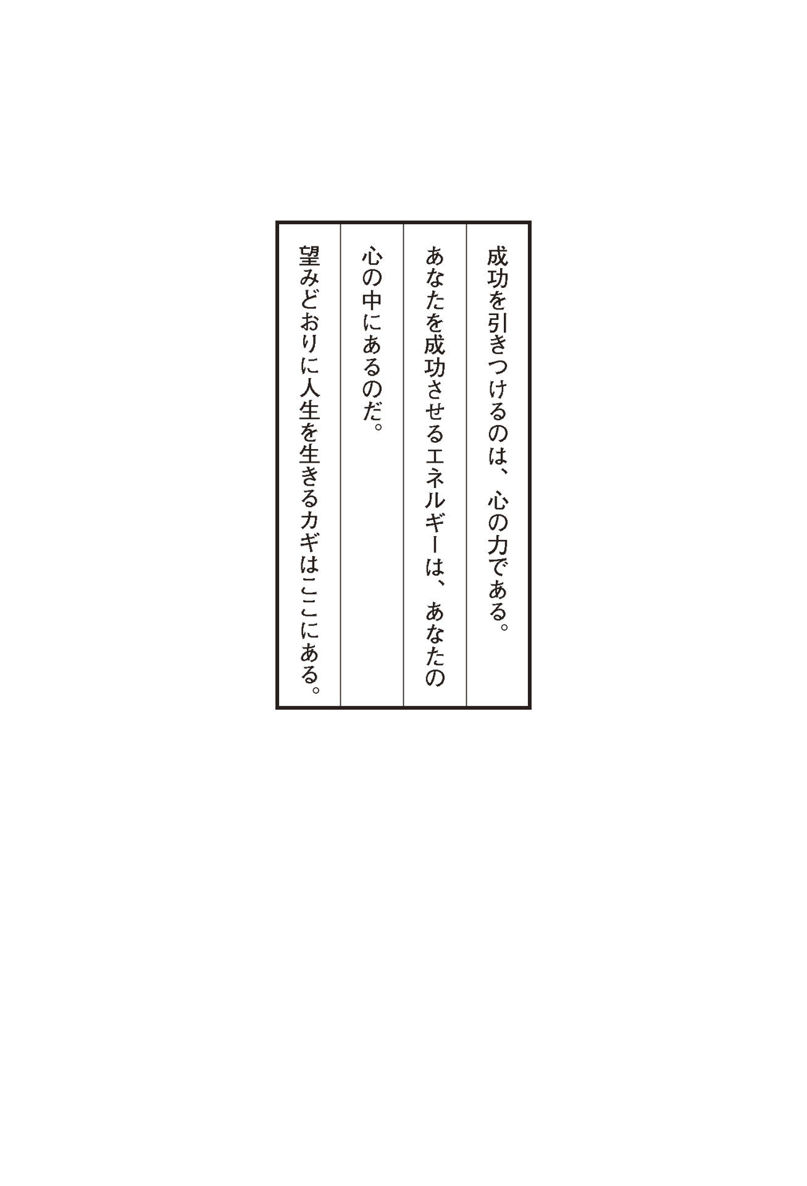 成功を引きつけるのは、心の力である。
あなたを成功させるエネルギーは、あなたの
心の中にあるのだ。
望みどおりに人生を生きるカギはここにある。